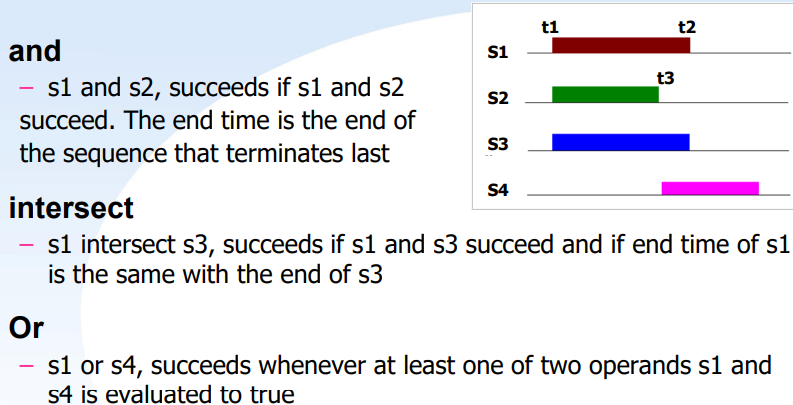 and
– s1 and s2, succeeds if s1 and s2
succeed. The end time is the end of
the sequence that terminates last
t1 t2
S1
t3
S2
S3
S4
intersect
– s1 intersect s3, succeeds if s1 and s3 succeed and if end time of s1
is the same with the end of s3
Or
– s1 or s4, succeeds whenever at least one of two operands s1 and
s4 is evaluated to true